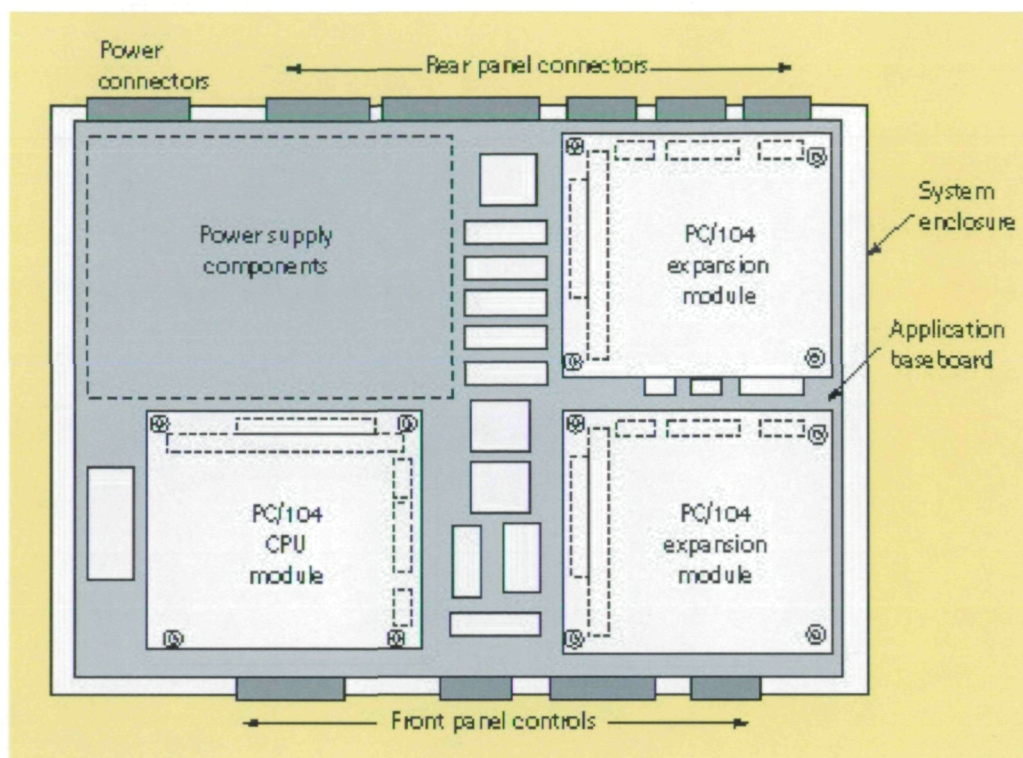 Power
connectors
Rear panel connectors
System
enclosure
Power supply
components
PC/104
expansion
module
Application
baseboard
PC/104
CPU
module
PC/104
expansion
module
Front panel controls